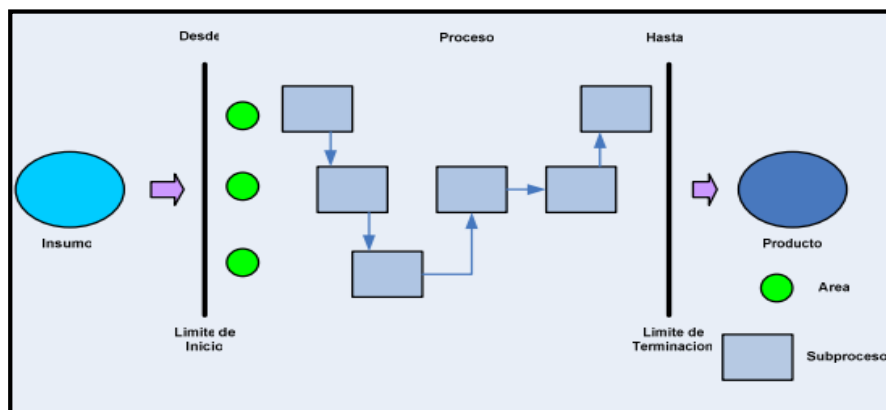 Desde
Proceso
Hasta
Insumo
Producto
Area
Limite de
Inicio
Limite de
Terminacion
Subproceso